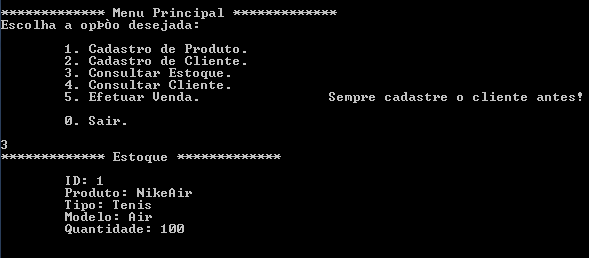 ************* Menu Principal *************
Escolha a opÞòo desejada:
1. Cadastro de Produto.
2. Cadastro de Cliente.
3. Consultar Estoque.
4. Consultar Cliente.
5. Efetuar Venda. Sempre cadastre o cliente antes!
0. Sair.
3
************* Estoque *************
ID: 1
Produto: NikeAir
Tipo: Tenis
Modelo: Air
Quantidade: 100